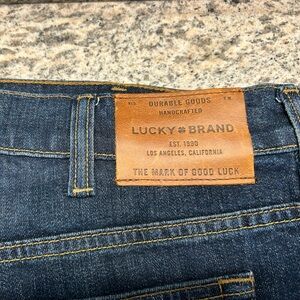 DURABLE GOODS
HANDCRAFTED
LUCKY BRAND
EST. 1990
LOS ANGELES, CALIFORNIA
THE MARK OF GOOD LUCK